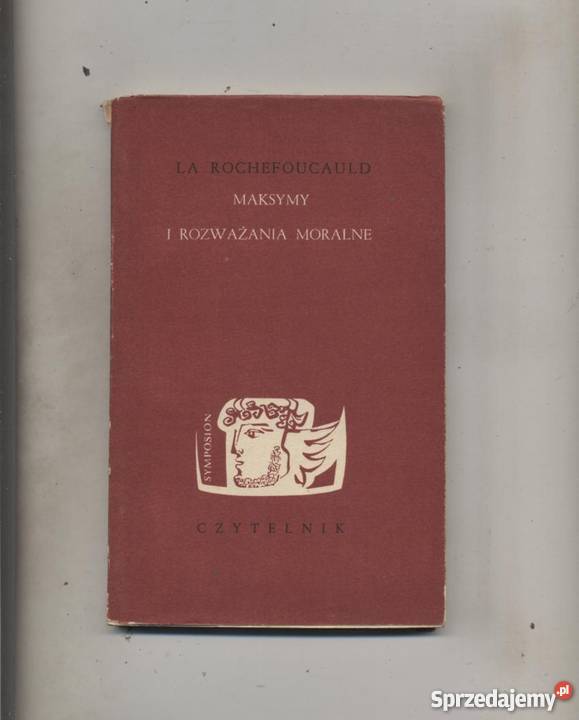 LA ROCHEFOUCAULD
MAKSYMY
I ROZWAŻANIA MORALNE
SYMPOSION
CZYTELNIK
Sprzedajemy.pl